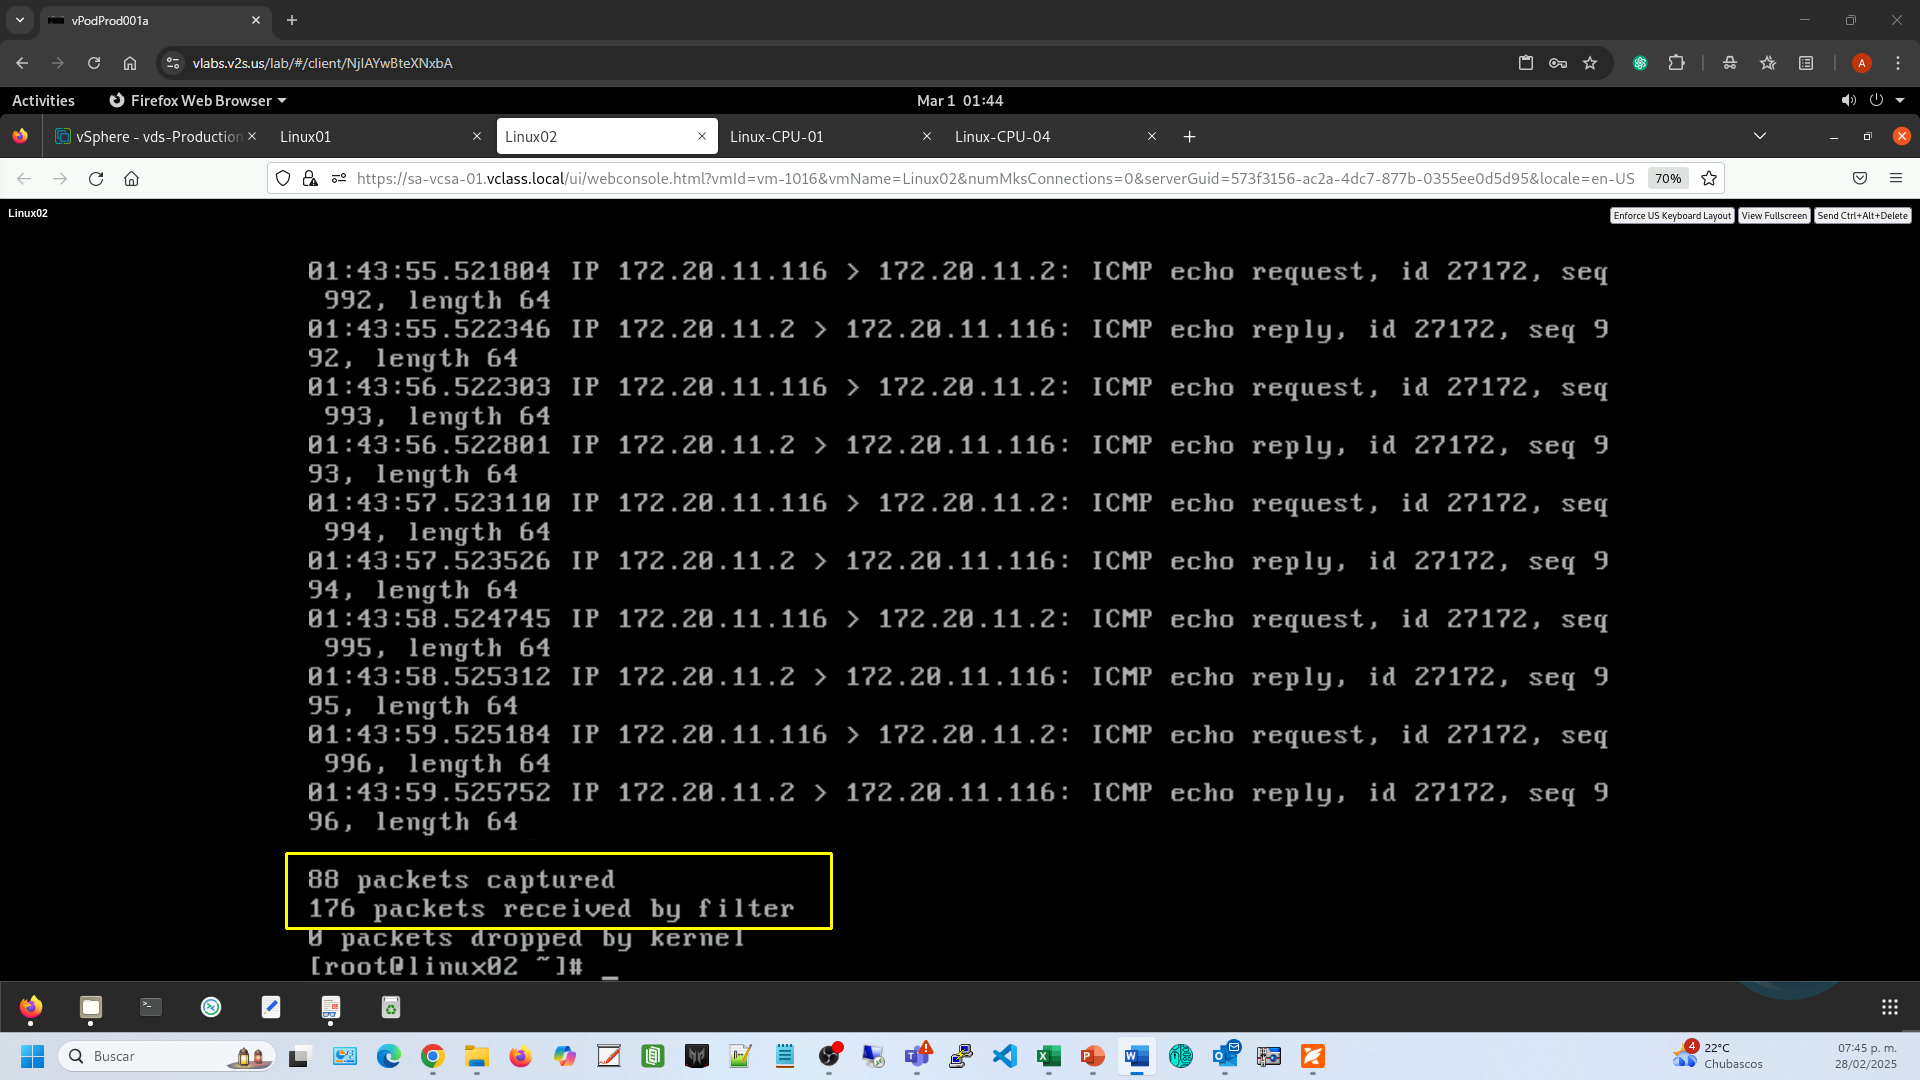 vPodProd001a
vlabs.v2s.us/lab/#/client/NjIAYwBteXNxbA
A
Activities
Firefox Web Browser
Mar 1 01:44
vSphere - vds-Production
Linux01
Linux02
Linux-CPU-01
Linux-CPU-04
https://sa-vcsa-01.vclass.local/ui/webconsole.html?vmId=vm-1016&vmName=Linux02&numMksConnections=0&serverGuid=573f3156-ac2a-4dc7-877b-0355ee0d5d95&locale=en-US
70%
Linux02
Enforce US Keyboard Layout
View Fullscreen
Send Ctrl+Alt+Delete
01:43:55.521804 IP 172.20.11.116 > 172.20.11.2: ICMP echo request, id 27172, seq
992, length 64
01:43:55.522346 IP 172.20.11.2 > 172.20.11.116: ICMP echo reply, id 27172, seq 9
92, length 64
01:43:56.522303 IP 172.20.11.116 > 172.20.11.2: ICMP echo request, id 27172, seq
993, length 64
01:43:56.522801 IP 172.20.11.2 > 172.20.11.116: ICMP echo reply, id 27172, seq 9
93, length 64
01:43:57.523110 IP 172.20.11.116 > 172.20.11.2: ICMP echo request, id 27172, seq
994, length 64
01:43:57.523526 IP 172.20.11.2 > 172.20.11.116: ICMP echo reply, id 27172, seq 9
94, length 64
01:43:58.524745 IP 172.20.11.116 > 172.20.11.2: ICMP echo request, id 27172, seq
995, length 64
01:43:58.525312 IP 172.20.11.2 > 172.20.11.116: ICMP echo reply, id 27172, seq 9
95, length 64
01:43:59.525184 IP 172.20.11.116 > 172.20.11.2: ICMP echo request, id 27172, seq
996, length 64
01:43:59.525752 IP 172.20.11.2 > 172.20.11.116: ICMP echo reply, id 27172, seq 9
96, length 64
88 packets captured
176 packets received by filter
0 packets dropped by kernel
[root@linux02 ~]# _
Buscar
4
22°C
Chubascos
07:45 p. m.
28/02/2025